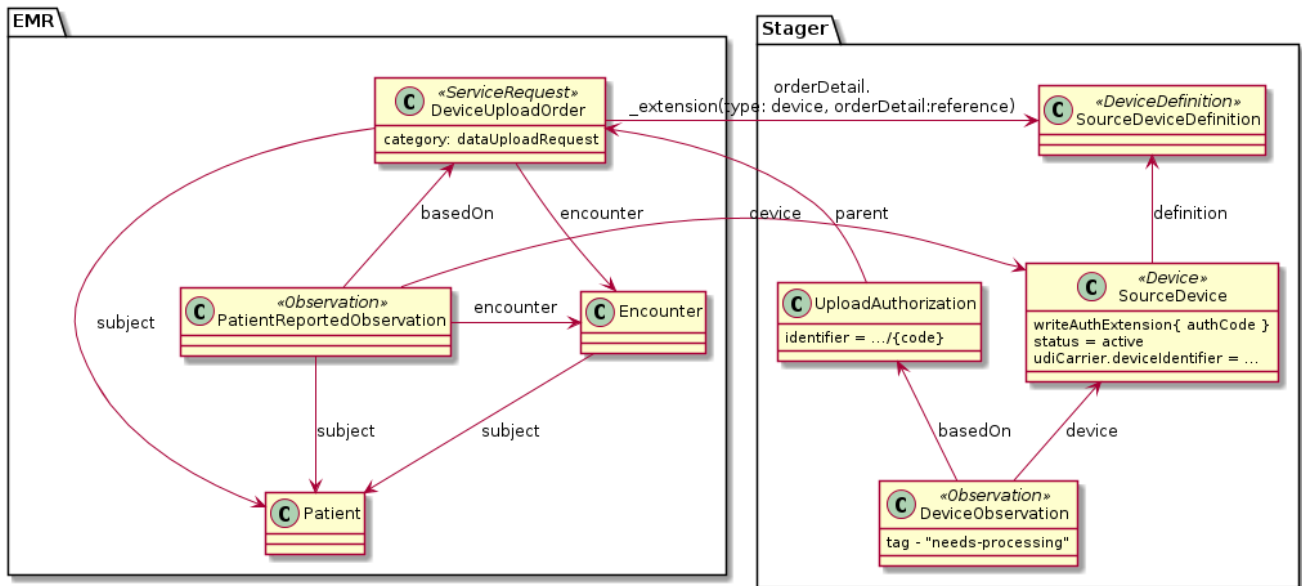 EMR
Stager
«ServiceRequest»
DeviceUploadOrder
category: dataUploadRequest
orderDetail.
_extension(type: device, orderDetail:reference)
«DeviceDefinition»
SourceDeviceDefinition
basedOn
encounter
device
parent
definition
subject
«Observation»
PatientReportedObservation
encounter
Encounter
UploadAuthorization
identifier = .../{code}
«Device»
SourceDevice
writeAuthExtension{ authCode }
status = active
udiCarrier.deviceIdentifier = ...
subject
subject
basedOn
device
Patient
«Observation»
DeviceObservation
tag - "needs-processing"